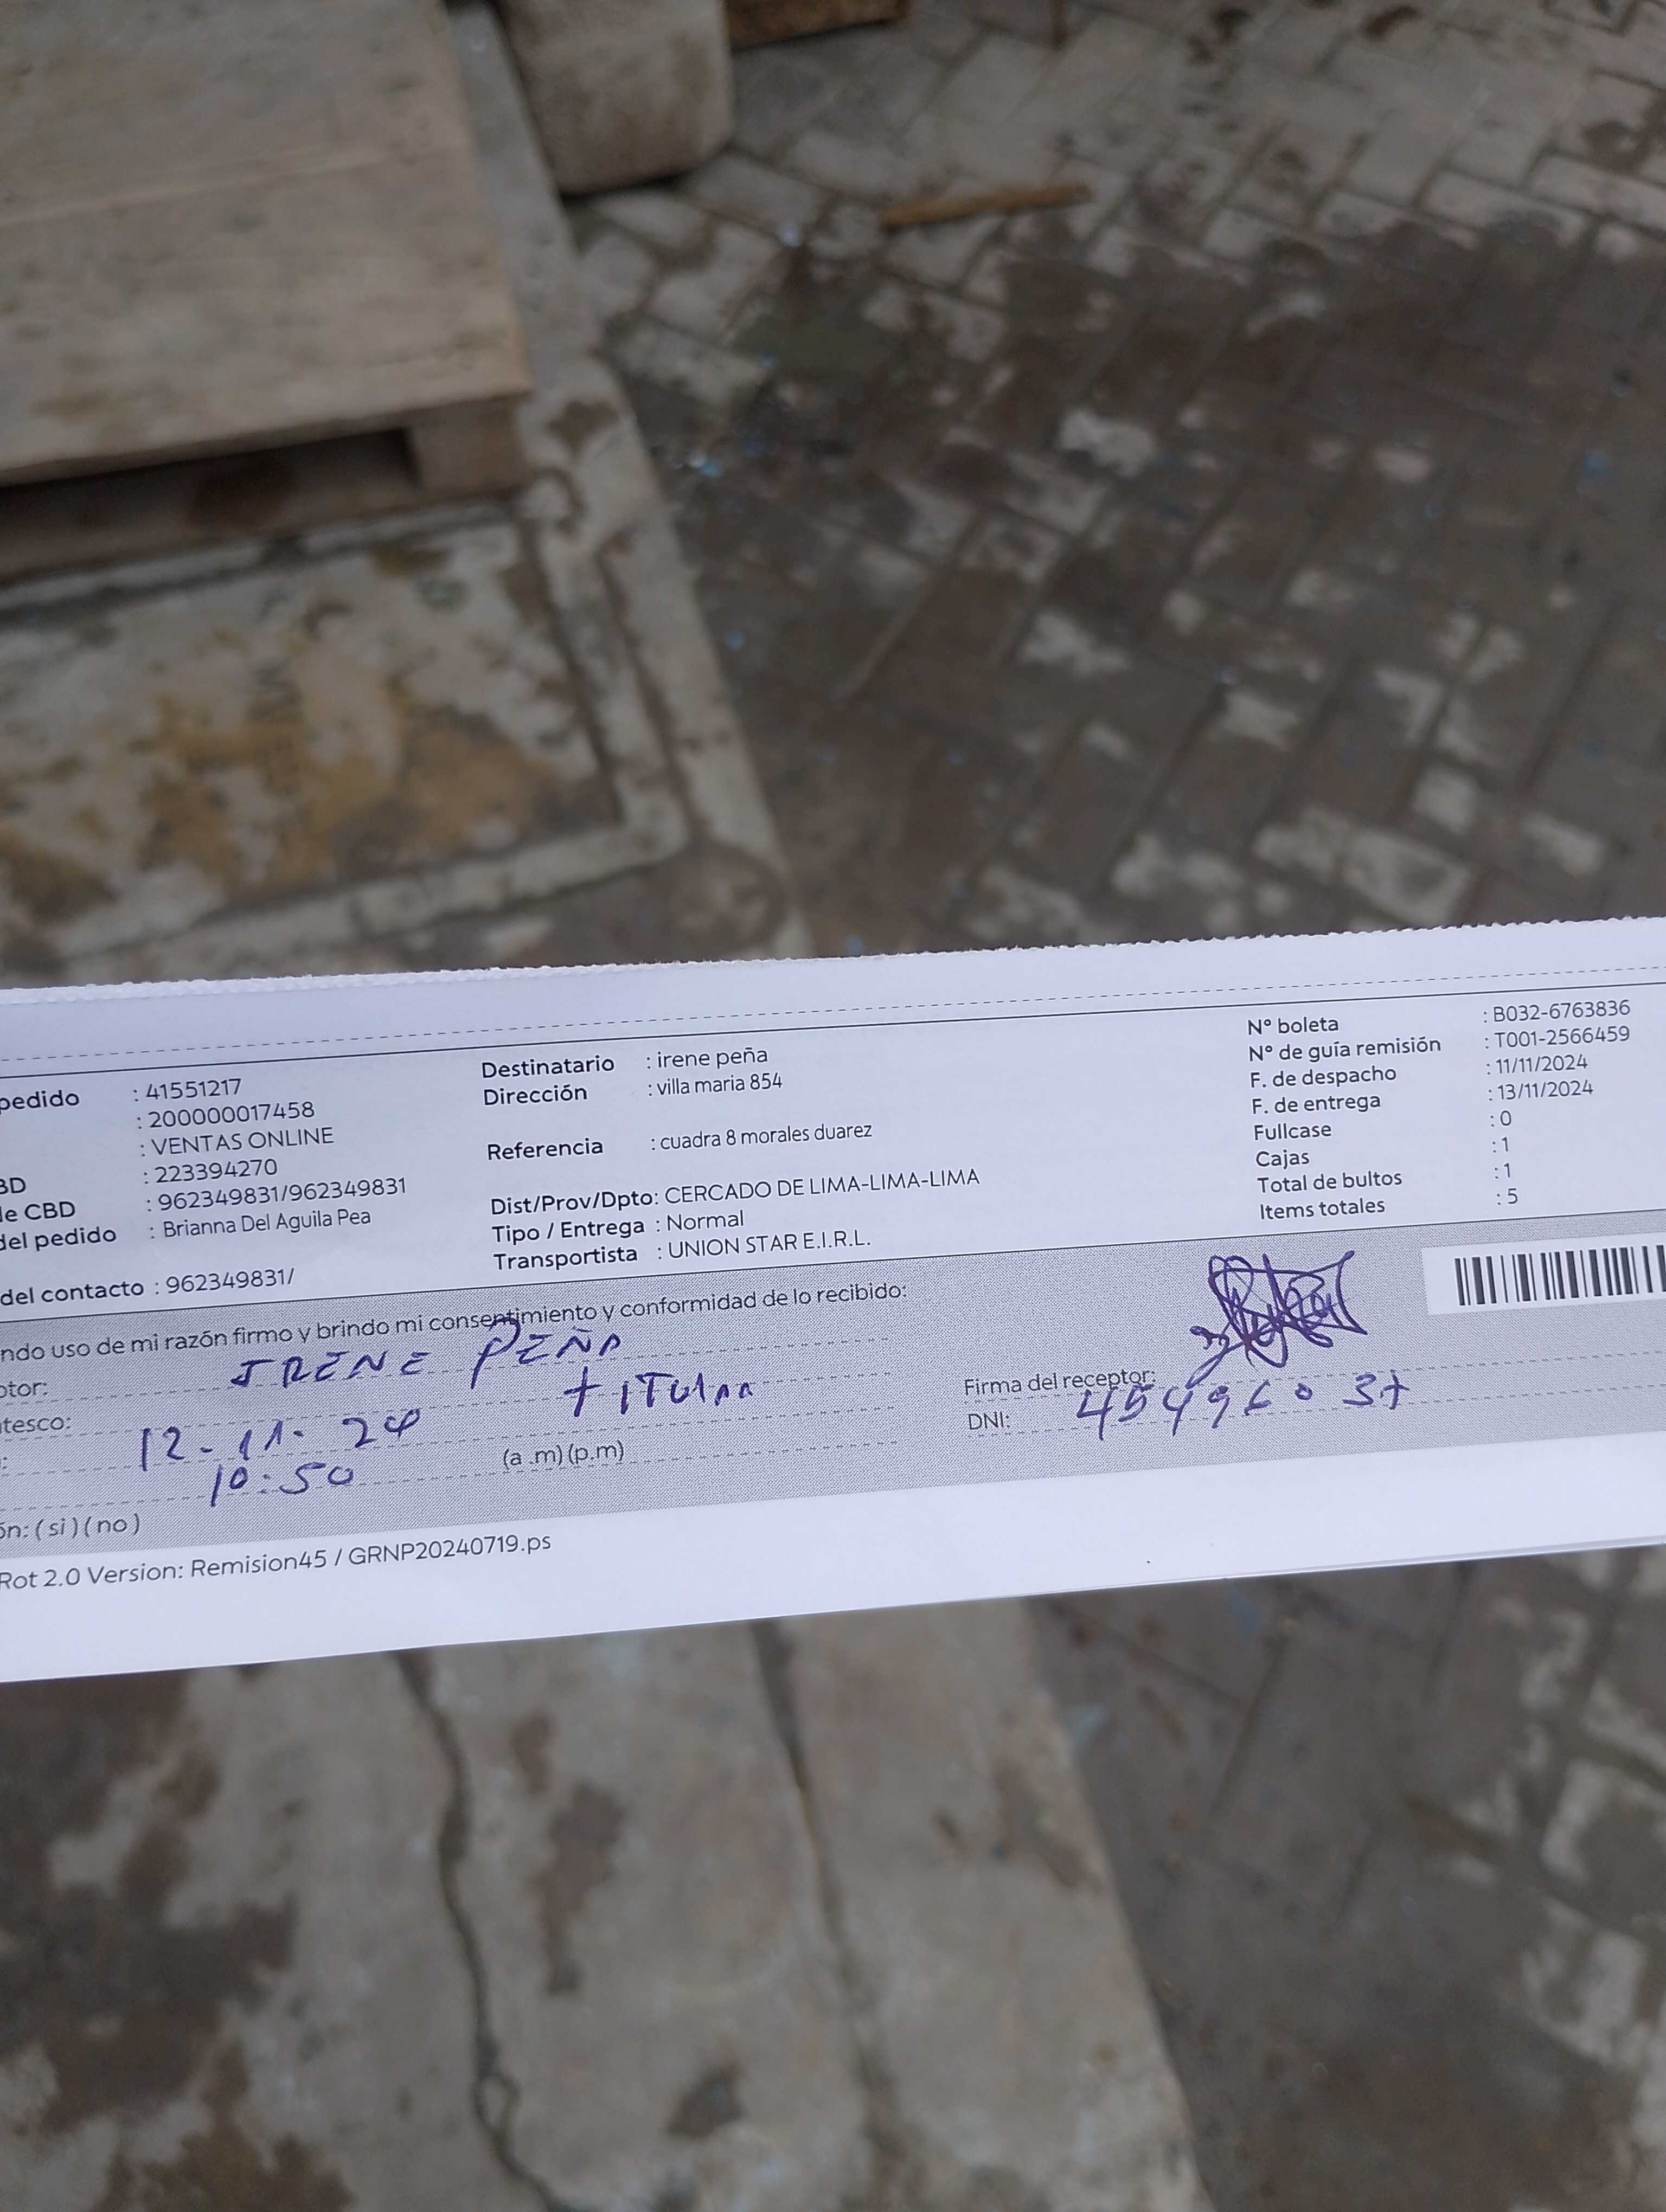 pedido : 41551217
: 200000017458
: VENTAS ONLINE
BD : 223394270
de CBD : 962349831/962349831
del pedido : Brianna Del Aguila Pea
del contacto : 962349831/
Destinatario : irene peña
Dirección : villa maria 854
Referencia : cuadra 8 morales duarez
Dist/Prov/Dpto: CERCADO DE LIMA-LIMA-LIMA
Tipo / Entrega : Normal
Transportista : UNION STAR E.I.R.L.
N° boleta : B032-6763836
N° de guía remisión : T001-2566459
F. de despacho : 11/11/2024
F. de entrega : 13/11/2024
Fullcase : 0
Cajas : 1
Total de bultos : 1
Items totales : 5
ndo uso de mi razón firmo y brindo mi consentimiento y conformidad de lo recibido:
ptor: IRENE PEÑA
tesco: TITULAR
: 12-11-24
10:50 (a .m) (p.m)
Firma del receptor:
DNI: 45496037
ón: ( si ) ( no )
Rot 2.0 Version: Remision45 / GRNP20240719.ps